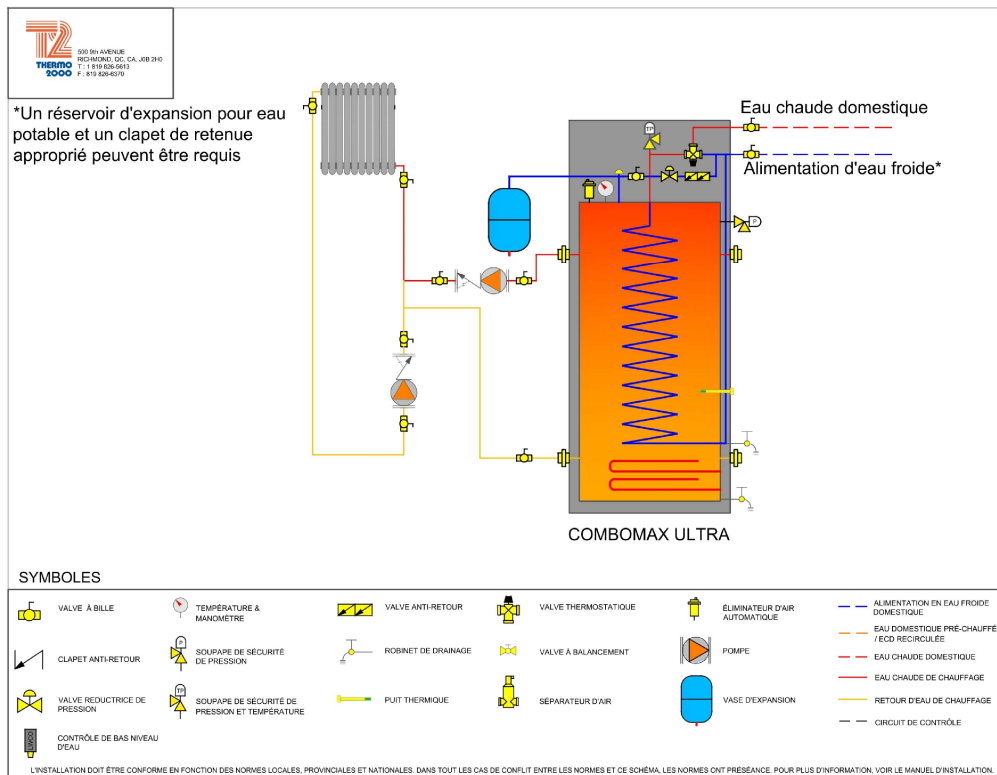 T2
THERMO
2000
500 9th AVENUE
RICHMOND, QC, CA, J0B 2H0
T : 1 819 826-5613
F : 819 826-6370
*Un réservoir d'expansion pour eau
potable et un clapet de retenue
approprié peuvent être requis
Eau chaude domestique
Alimentation d'eau froide*
TP
P
COMBOMAX ULTRA
SYMBOLES
VALVE À BILLE
TEMPÉRATURE &
MANOMÈTRE
VALVE ANTI-RETOUR
VALVE THERMOSTATIQUE
ÉLIMINATEUR D'AIR
AUTOMATIQUE
ALIMENTATION EN EAU FROIDE
DOMESTIQUE
EAU DOMESTIQUE PRÉ-CHAUFFÉ
/ ECD RECIRCULÉE
CLAPET ANTI-RETOUR
P
SOUPAPE DE SÉCURITÉ
DE PRESSION
ROBINET DE DRAINAGE
VALVE À BALANCEMENT
POMPE
EAU CHAUDE DOMESTIQUE
EAU CHAUDE DE CHAUFFAGE
VALVE REDUCTRICE DE
PRESSION
TP
SOUPAPE DE SÉCURITÉ DE
PRESSION ET TEMPÉRATURE
PUIT THERMIQUE
SÉPARATEUR D'AIR
VASE D'EXPANSION
RETOUR D'EAU DE CHAUFFAGE
CIRCUIT DE CONTRÔLE
LWCO
CONTRÔLE DE BAS NIVEAU
D'EAU
L'INSTALLATION DOIT ÊTRE CONFORME EN FONCTION DES NORMES LOCALES, PROVINCIALES ET NATIONALES. DANS TOUT LES CAS DE CONFLIT ENTRE LES NORMES ET CE SCHÉMA, LES NORMES ONT PRÉSÉANCE. POUR PLUS D'INFORMATION, VOIR LE MANUEL D'INSTALLATION.